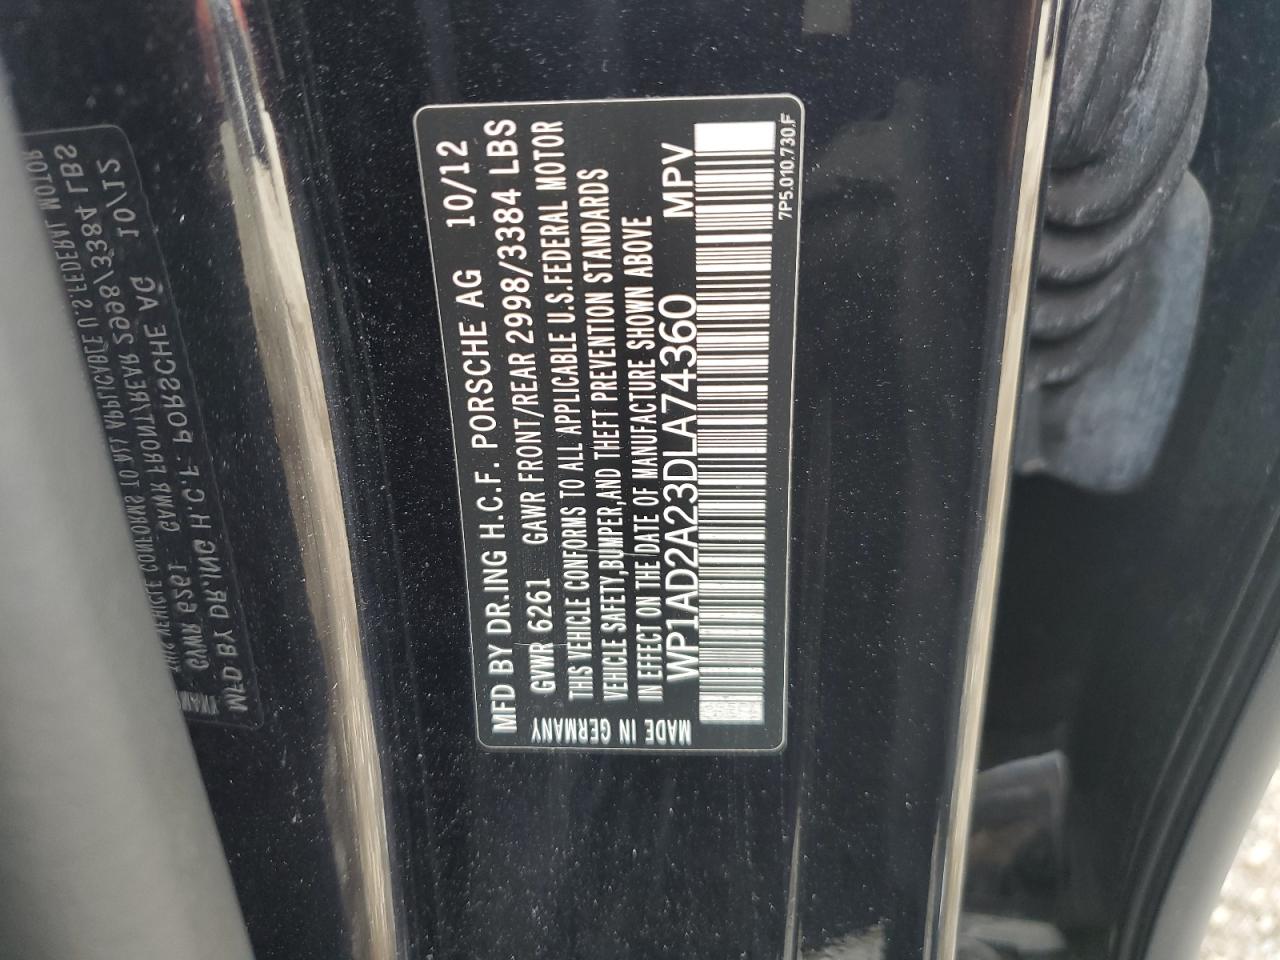 MFD BY DR.ING H.C.F. PORSCHE AG 10/12
GVWR 6261 GAWR FRONT/REAR 2998/3384 LBS
THIS VEHICLE CONFORMS TO ALL APPLICABLE U.S.FEDERAL MOTOR
VEHICLE SAFETY,BUMPER,AND THEFT PREVENTION STANDARDS
IN EFFECT ON THE DATE OF MANUFACTURE SHOWN ABOVE
WP1AD2A23DLA74360 MPV
7P5.010.730.F
MADE IN GERMANY